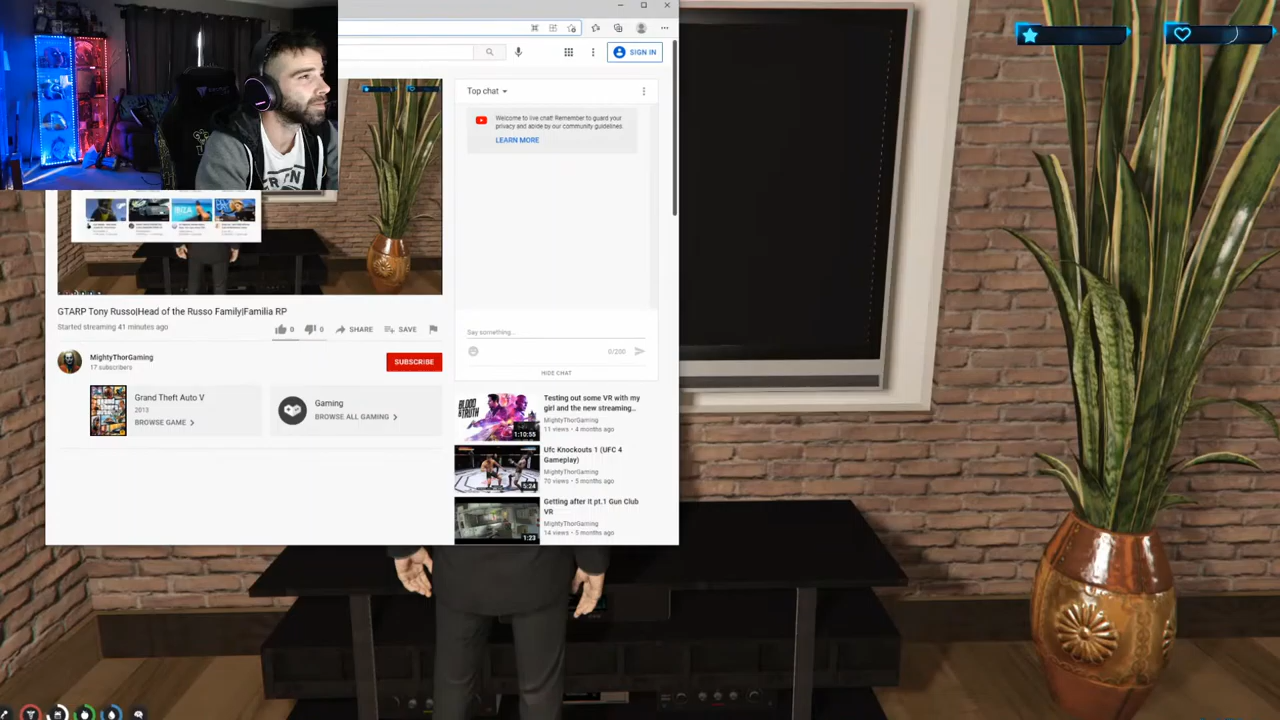 SIGN IN
Top chat
Welcome to live chat! Remember to guard your
privacy and abide by our community guidelines.
LEARN MORE
IBIZA
GTARP Tony Russo|Head of the Russo Family|Familia RP
Started streaming 41 minutes ago
0
0
SHARE
SAVE
MightyThorGaming
17 subscribers
SUBSCRIBE
Grand Theft Auto V
2013
BROWSE GAME
Gaming
BROWSE ALL GAMING
Say something...
0/200
HIDE CHAT
Testing out some VR with my
girl and the new streaming...
MightyThorGaming
11 views • 4 months ago
1:10:55
Ufc Knockouts 1 (UFC 4
Gameplay)
MightyThorGaming
70 views • 5 months ago
5:24
Getting after it pt.1 Gun Club
VR
MightyThorGaming
14 views • 5 months ago
1:23